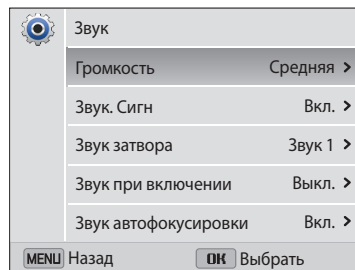 Звук
Громкость Средняя >
Звук. Сигн Вкл. >
Звук затвора Звук 1 >
Звук при включении Выкл. >
Звук автофокусировки Вкл. >
MENU Назад OK Выбрать